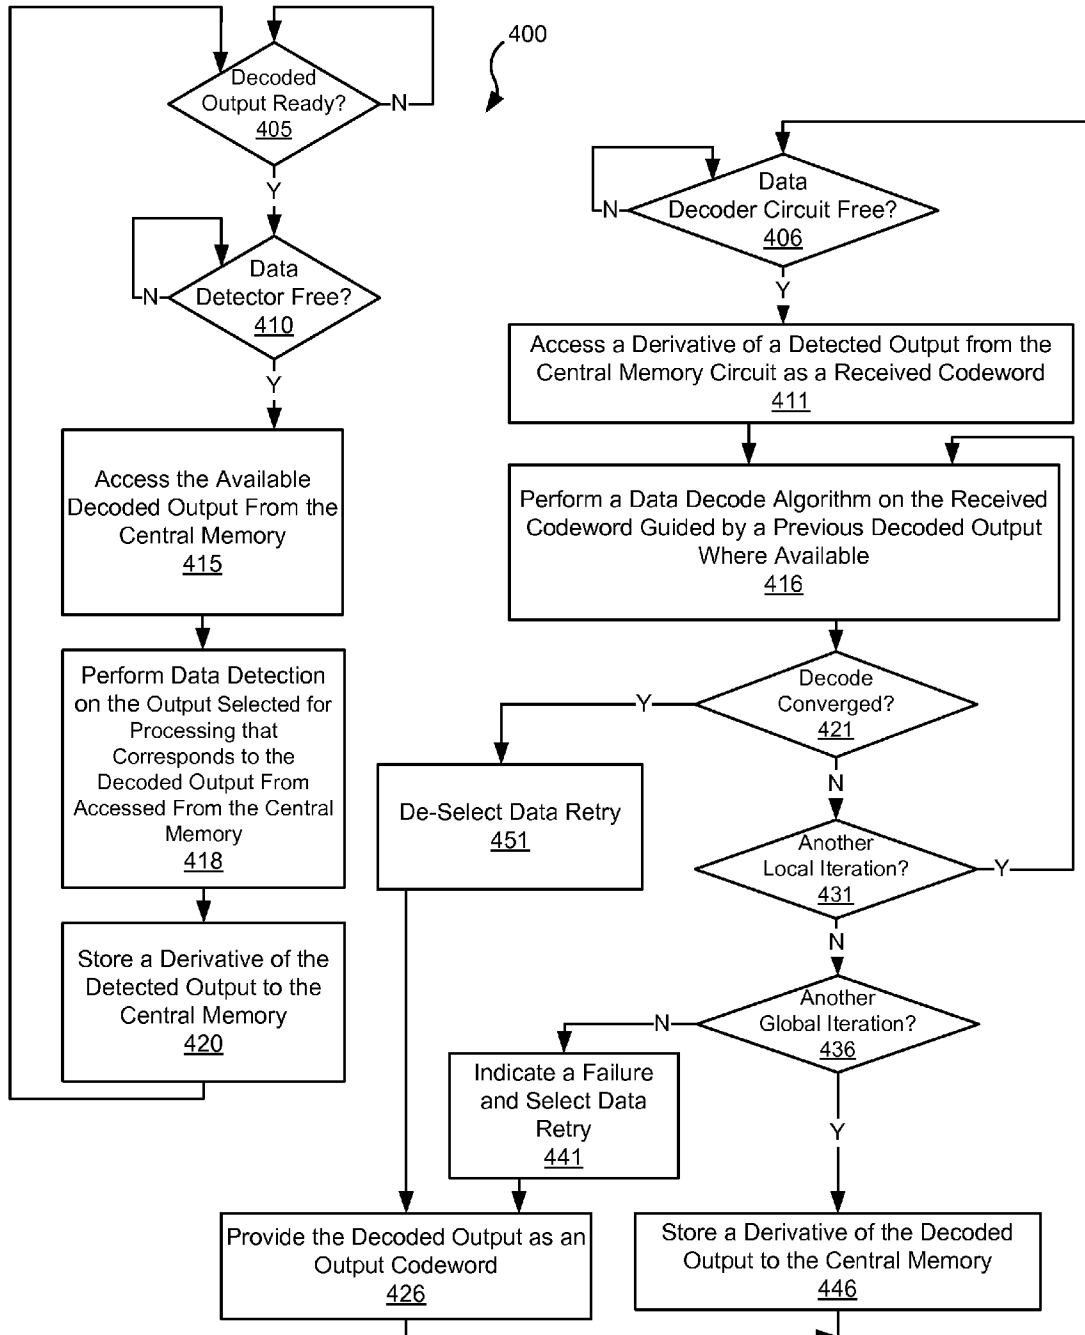 400
Decoded
Output Ready?
405
N
Y
Data
Detector Free?
410
N
Y
Access the Available
Decoded Output From the
Central Memory
415
Perform Data Detection
on the Output Selected for
Processing that
Corresponds to the
Decoded Output From
Accessed From the Central
Memory
418
Store a Derivative of the
Detected Output to the
Central Memory
420
Data
Decoder Circuit Free?
406
N
Y
Access a Derivative of a Detected Output from the
Central Memory Circuit as a Received Codeword
411
Perform a Data Decode Algorithm on the Received
Codeword Guided by a Previous Decoded Output
Where Available
416
Decode
Converged?
421
Y
N
De-Select Data Retry
451
Another
Local Iteration?
431
Y
N
Another
Global Iteration?
436
N
Y
Indicate a Failure
and Select Data
Retry
441
Provide the Decoded Output as an
Output Codeword
426
Store a Derivative of the Decoded
Output to the Central Memory
446